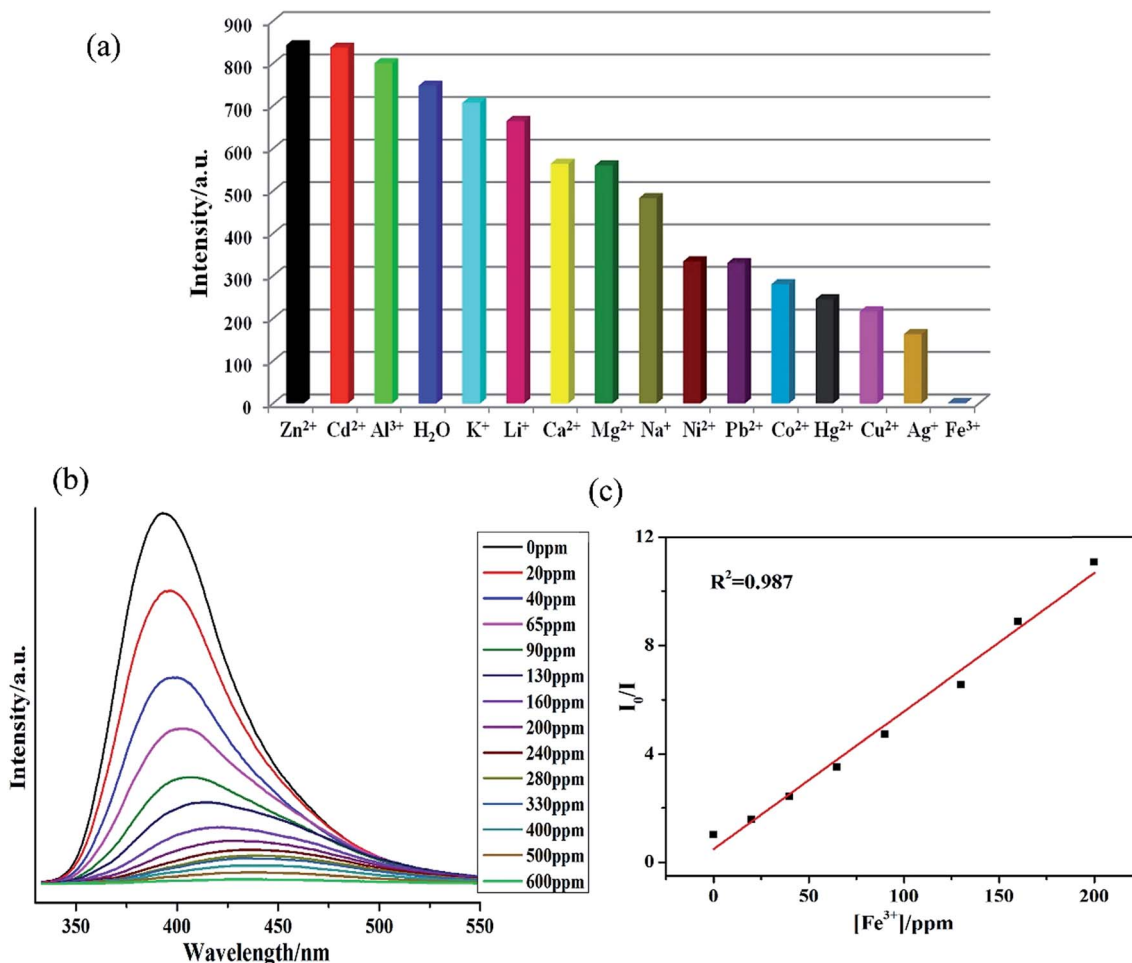 (a)
900
800
700
600
500
400
300
200
100
0
Intensity/a.u.
Zn²⁺ Cd²⁺ Al³⁺ H₂O K⁺ Li⁺ Ca²⁺ Mg²⁺ Na⁺ Ni²⁺ Pb²⁺ Co²⁺ Hg²⁺ Cu²⁺ Ag⁺ Fe³⁺
(b)
Intensity/a.u.
0ppm
20ppm
40ppm
65ppm
90ppm
130ppm
160ppm
200ppm
240ppm
280ppm
330ppm
400ppm
500ppm
600ppm
350 400 450 500 550
Wavelength/nm
(c)
R²=0.987
12
8
4
0
I₀/I
0 50 100 150 200
[Fe³⁺]/ppm